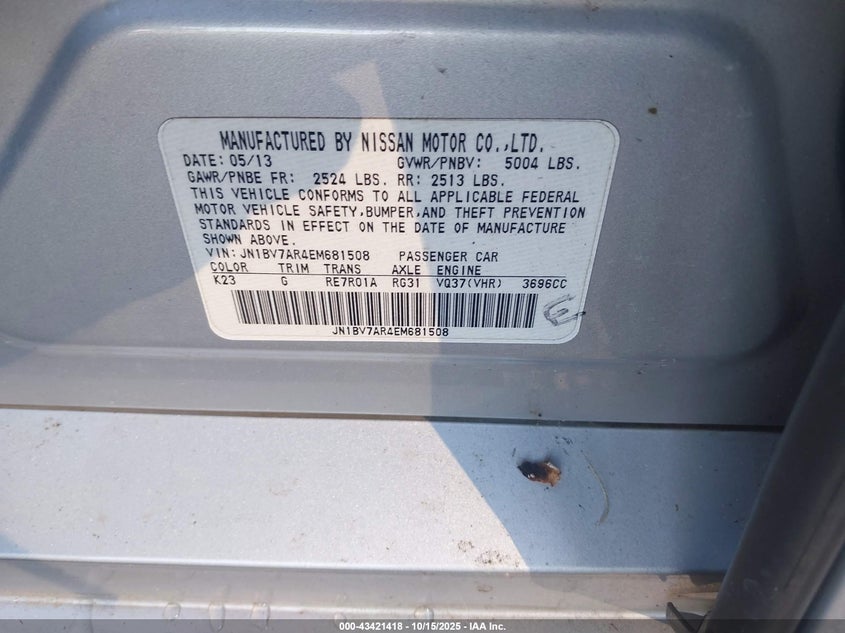 MANUFACTURED BY NISSAN MOTOR CO.,LTD.
DATE: 05/13 GVWR/PNBV: 5004 LBS.
GAWR/PNBE FR: 2524 LBS. RR: 2513 LBS.
THIS VEHICLE CONFORMS TO ALL APPLICABLE FEDERAL
MOTOR VEHICLE SAFETY,BUMPER,AND THEFT PREVENTION
STANDARDS IN EFFECT ON THE DATE OF MANUFACTURE
SHOWN ABOVE.
VIN:JN1BV7AR4EM681508 PASSENGER CAR
COLOR TRIM TRANS AXLE ENGINE
K23 G RE7R01A RG31 VQ37(VHR) 3696CC
JN1BV7AR4EM681508
E
000-43421418 - 10/15/2025 - IAA Inc.